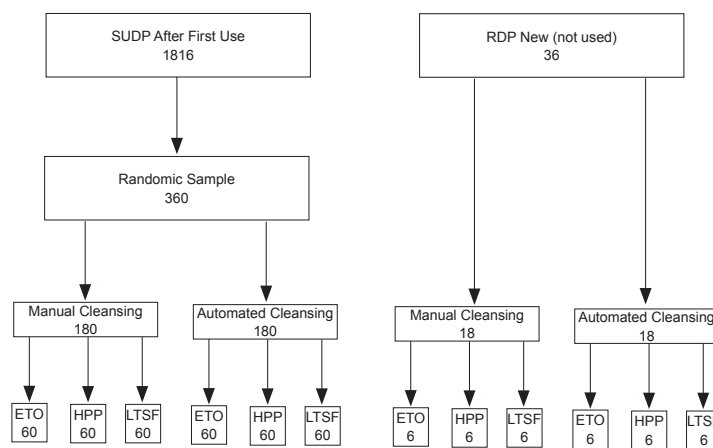 SUDP After First Use
1816
Randomic Sample
360
Manual Cleansing
180
Automated Cleansing
180
ETO
60
HPP
60
LTSF
60
ETO
60
HPP
60
LTSF
60
RDP New (not used)
36
Manual Cleansing
18
Automated Cleansing
18
ETO
6
HPP
6
LTSF
6
ETO
6
HPP
6
LTSF
6